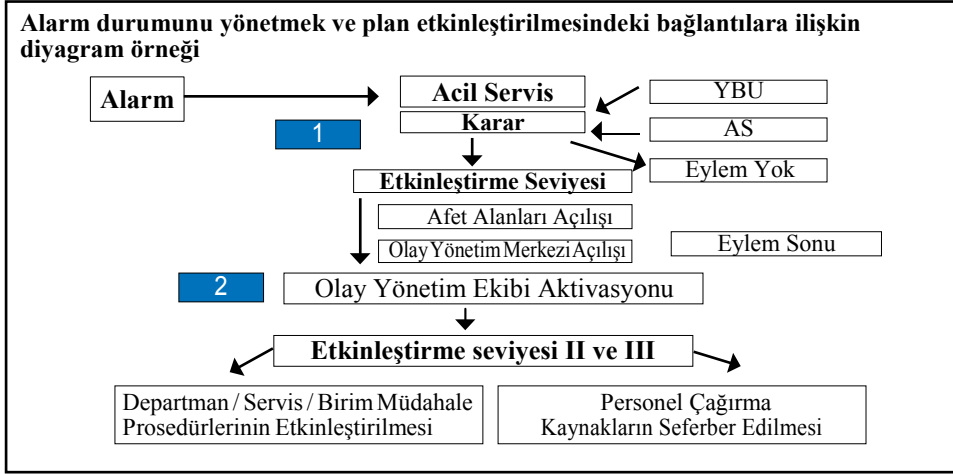 Alarm durumunu yönetmek ve plan etkinleştirilmesindeki bağlantılara ilişkin
diyagram örneği
Alarm
Acil Servis
Karar
YBU
AS
Eylem Yok
1
Etkinleştirme Seviyesi
Afet Alanları Açılışı
Olay Yönetim Merkezi Açılışı
Eylem Sonu
2
Olay Yönetim Ekibi Aktivasyonu
Etkinleştirme seviyesi II ve III
Departman / Servis / Birim Müdahale
Prosedürlerinin Etkinleştirilmesi
Personel Çağırma
Kaynakların Seferber Edilmesi